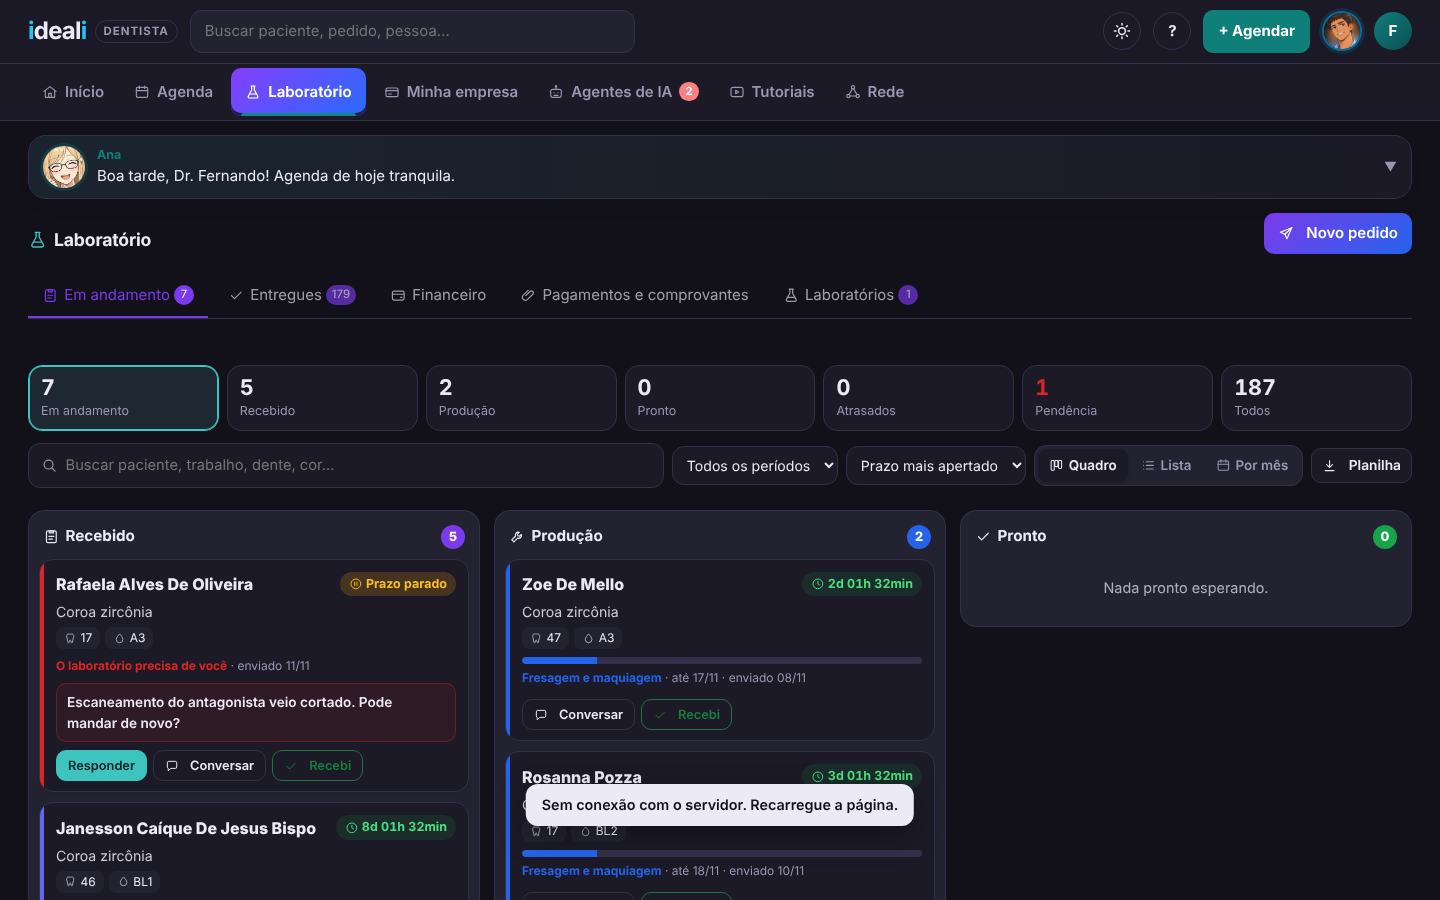 ideali DENTISTA
Buscar paciente, pedido, pessoa...
?
+ Agendar
F
Início
Agenda
Laboratório
Minha empresa
Agentes de IA 2
Tutoriais
Rede
Ana
Boa tarde, Dr. Fernando! Agenda de hoje tranquila.
Laboratório
Novo pedido
Em andamento 7
Entregues 179
Financeiro
Pagamentos e comprovantes
Laboratórios 1
7
Em andamento
5
Recebido
2
Produção
0
Pronto
0
Atrasados
1
Pendência
187
Todos
Buscar paciente, trabalho, dente, cor...
Todos os períodos
Prazo mais apertado
Quadro
Lista
Por mês
Planilha
Recebido 5
Rafaela Alves De Oliveira
Prazo parado
Coroa zircônia
17 A3
O laboratório precisa de você · enviado 11/11
Escaneamento do antagonista veio cortado. Pode
mandar de novo?
Responder
Conversar
Recebi
Janesson Caíque De Jesus Bispo
8d 01h 32min
Coroa zircônia
46 BL1
Produção 2
Zoe De Mello
2d 01h 32min
Coroa zircônia
47 A3
Fresagem e maquiagem · até 17/11 · enviado 08/11
Conversar
Recebi
Rosanna Pozza
3d 01h 32min
Sem conexão com o servidor. Recarregue a página.
17 BL2
Fresagem e maquiagem · até 18/11 · enviado 10/11
Pronto 0
Nada pronto esperando.